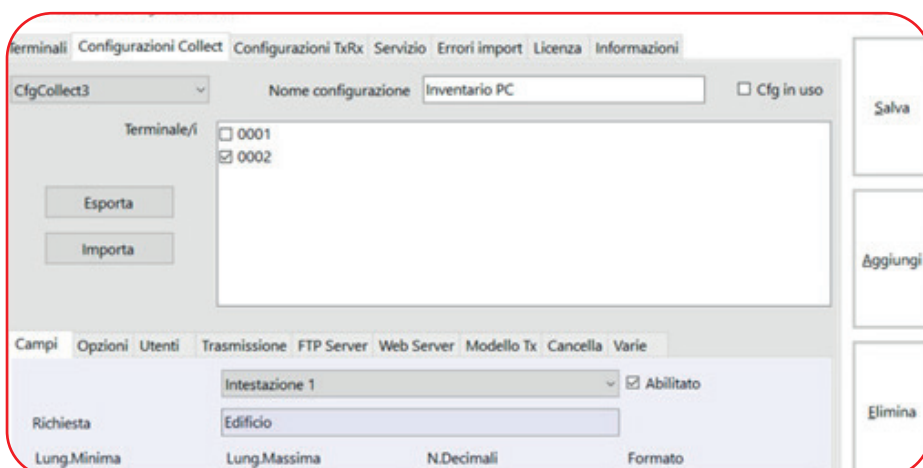 Terminali Configurazioni Collect Configurazioni TxRx Servizio Errori import Licenza Informazioni
CfgCollect3 Nome configurazione Inventario PC Cfg in uso
Salva
Terminale/i 0001
0002
Esporta
Importa
Aggiungi
Campi Opzioni Utenti Trasmissione FTP Server Web Server Modello Tx Cancella Varie
Intestazione 1 Abilitato
Elimina
Richiesta Edificio
Lung.Minima Lung.Massima N.Decimali Formato